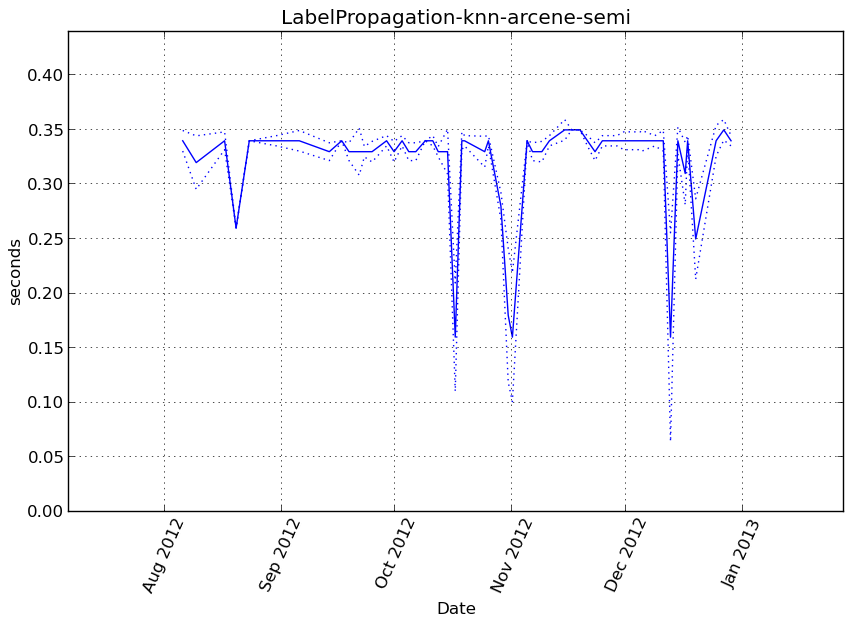 LabelPropagation-knn-arcene-semi
0.40
0.35
0.30
0.25
0.20
0.15
0.10
0.05
0.00
seconds
Aug 2012
Sep 2012
Oct 2012
Nov 2012
Dec 2012
Jan 2013
Date